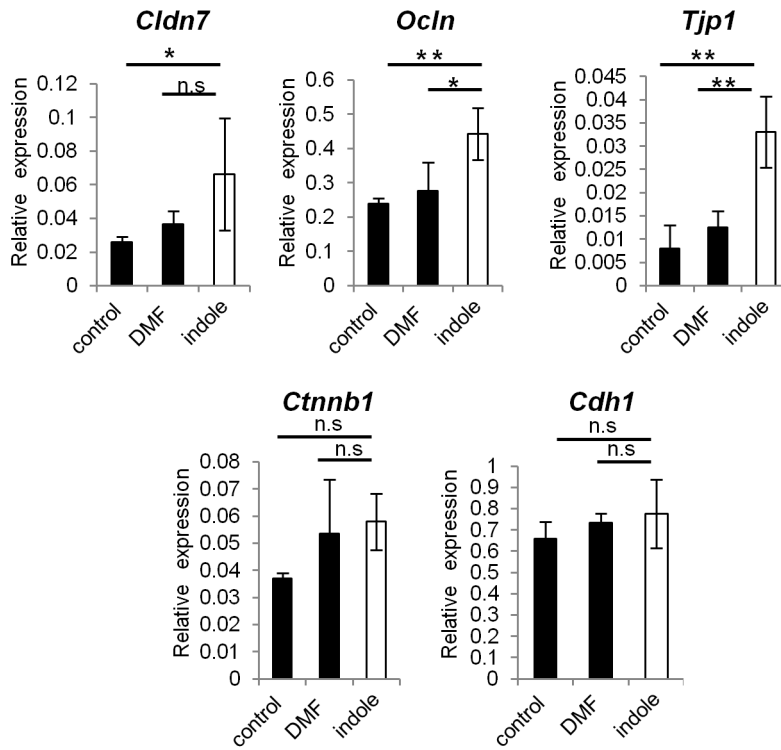 Cldn7
*
n.s
Relative expression
0.12
0.1
0.08
0.06
0.04
0.02
0
control
DMF
indole
Ocln
**
*
Relative expression
0.6
0.5
0.4
0.3
0.2
0.1
0
control
DMF
indole
Tjp1
**
**
Relative expression
0.045
0.04
0.035
0.03
0.025
0.02
0.015
0.01
0.005
0
control
DMF
indole
Ctnnb1
n.s
n.s
Relative expression
0.08
0.07
0.06
0.05
0.04
0.03
0.02
0.01
0
control
DMF
indole
Cdh1
n.s
n.s
Relative expression
1
0.9
0.8
0.7
0.6
0.5
0.4
0.3
0.2
0.1
0
control
DMF
indole